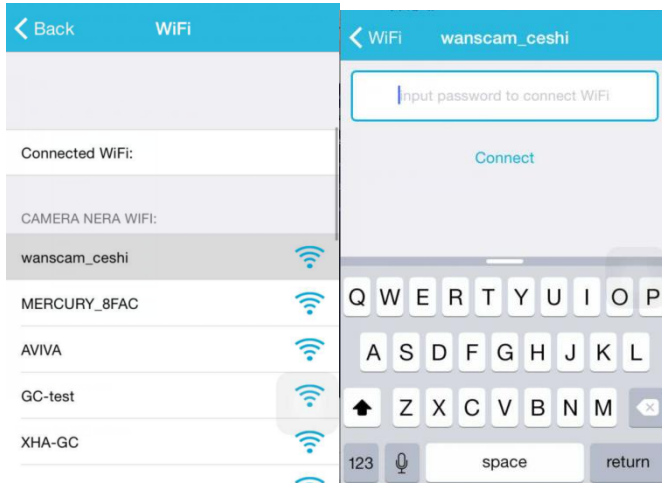 Back WiFi
Connected WiFi:
CAMERA NERA WIFI:
wanscam_ceshi
MERCURY_8FAC
AVIVA
GC-test
XHA-GC
WiFi wanscam_ceshi
input password to connect WiFi
Connect
Q W E R T Y U I O P
A S D F G H J K L
Z X C V B N M
123 space return